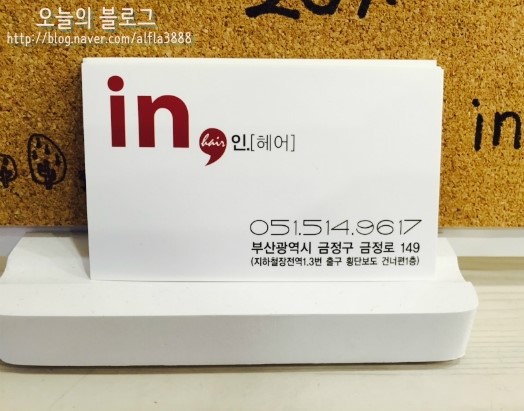 오늘의 블로그
http://blog.naver.com/alfla3888
in, hair 인.[헤어]
in
051.514.9617
부산광역시 금정구 금정로 149
(지하철장전역1,3번 출구 횡단보도 건너편1층)